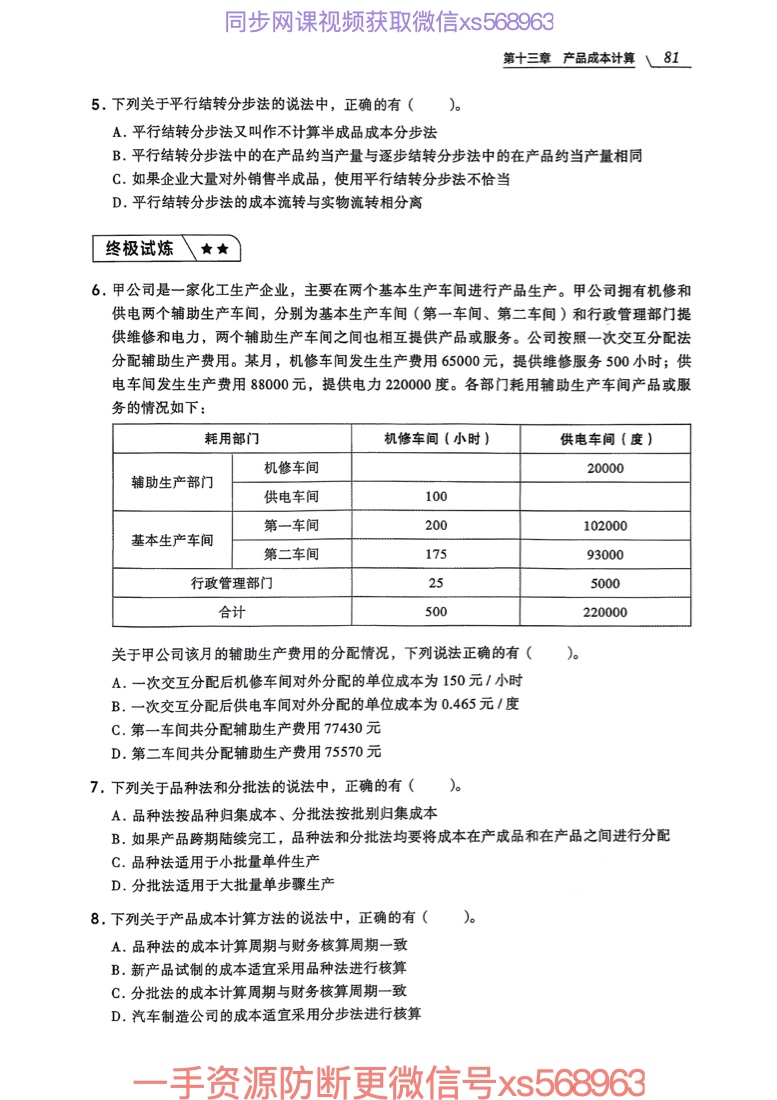 同步网课视频获取微信xs568963
第十三章 产品成本计算 81
5. 下列关于平行结转分步法的说法中，正确的有（ ）。
A. 平行结转分步法又叫作不计算半成品成本分步法
B. 平行结转分步法中的在产品约当产量与逐步结转分步法中的在产品约当产量相同
C. 如果企业大量对外销售半成品，使用平行结转分步法不恰当
D. 平行结转分步法的成本流转与实物流转相分离
终极试炼 ★★
6. 甲公司是一家化工生产企业，主要在两个基本生产车间进行产品生产。甲公司拥有机修和
供电两个辅助生产车间，分别为基本生产车间（第一车间、第二车间）和行政管理部门提
供维修和电力，两个辅助生产车间之间也相互提供产品或服务。公司按照一次交互分配法
分配辅助生产费用。某月，机修车间发生生产费用 65000 元，提供维修服务 500 小时；供
电车间发生生产费用 88000 元，提供电力 220000 度。各部门耗用辅助生产车间产品或服
务的情况如下：
耗用部门 机修车间（小时） 供电车间（度）
辅助生产部门
机修车间 20000
供电车间 100
基本生产车间
第一车间 200 102000
第二车间 175 93000
行政管理部门 25 5000
合计 500 220000
关于甲公司该月的辅助生产费用的分配情况，下列说法正确的有（ ）。
A. 一次交互分配后机修车间对外分配的单位成本为 150 元 / 小时
B. 一次交互分配后供电车间对外分配的单位成本为 0.465 元 / 度
C. 第一车间共分配辅助生产费用 77430 元
D. 第二车间共分配辅助生产费用 75570 元
7. 下列关于品种法和分批法的说法中，正确的有（ ）。
A. 品种法按品种归集成本、分批法按批别归集成本
B. 如果产品跨期陆续完工，品种法和分批法均要将成本在产成品和在产品之间进行分配
C. 品种法适用于小批量单件生产
D. 分批法适用于大批量单步骤生产
8. 下列关于产品成本计算方法的说法中，正确的有（ ）。
A. 品种法的成本计算周期与财务核算周期一致
B. 新产品试制的成本适宜采用品种法进行核算
C. 分批法的成本计算周期与财务核算周期一致
D. 汽车制造公司的成本适宜采用分步法进行核算
一手资源防断更微信号xs568963